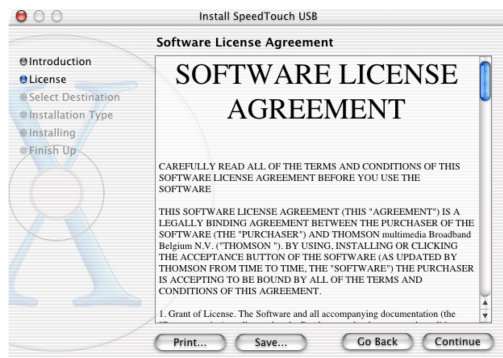 Install SpeedTouch USB
Software License Agreement
Introduction
License
Select Destination
Installation Type
Installing
Finish Up
SOFTWARE LICENSE
AGREEMENT
CAREFULLY READ ALL OF THE TERMS AND CONDITIONS OF THIS
SOFTWARE LICENSE AGREEMENT BEFORE YOU USE THE
SOFTWARE
THIS SOFTWARE LICENSE AGREEMENT (THIS "AGREEMENT") IS A
LEGALLY BINDING AGREEMENT BETWEEN THE PURCHASER OF THE
SOFTWARE (THE "PURCHASER") AND THOMSON multimedia Broadband
Belgium N.V. ("THOMSON "). BY USING, INSTALLING OR CLICKING
THE ACCEPTANCE BUTTON OF THE SOFTWARE (AS UPDATED BY
THOMSON FROM TIME TO TIME, THE "SOFTWARE") THE PURCHASER
IS ACCEPTING TO BE BOUND BY ALL OF THE TERMS AND
CONDITIONS OF THIS AGREEMENT.
1. Grant of License. The Software and all accompanying documentation (the
Print...
Save...
Go Back
Continue